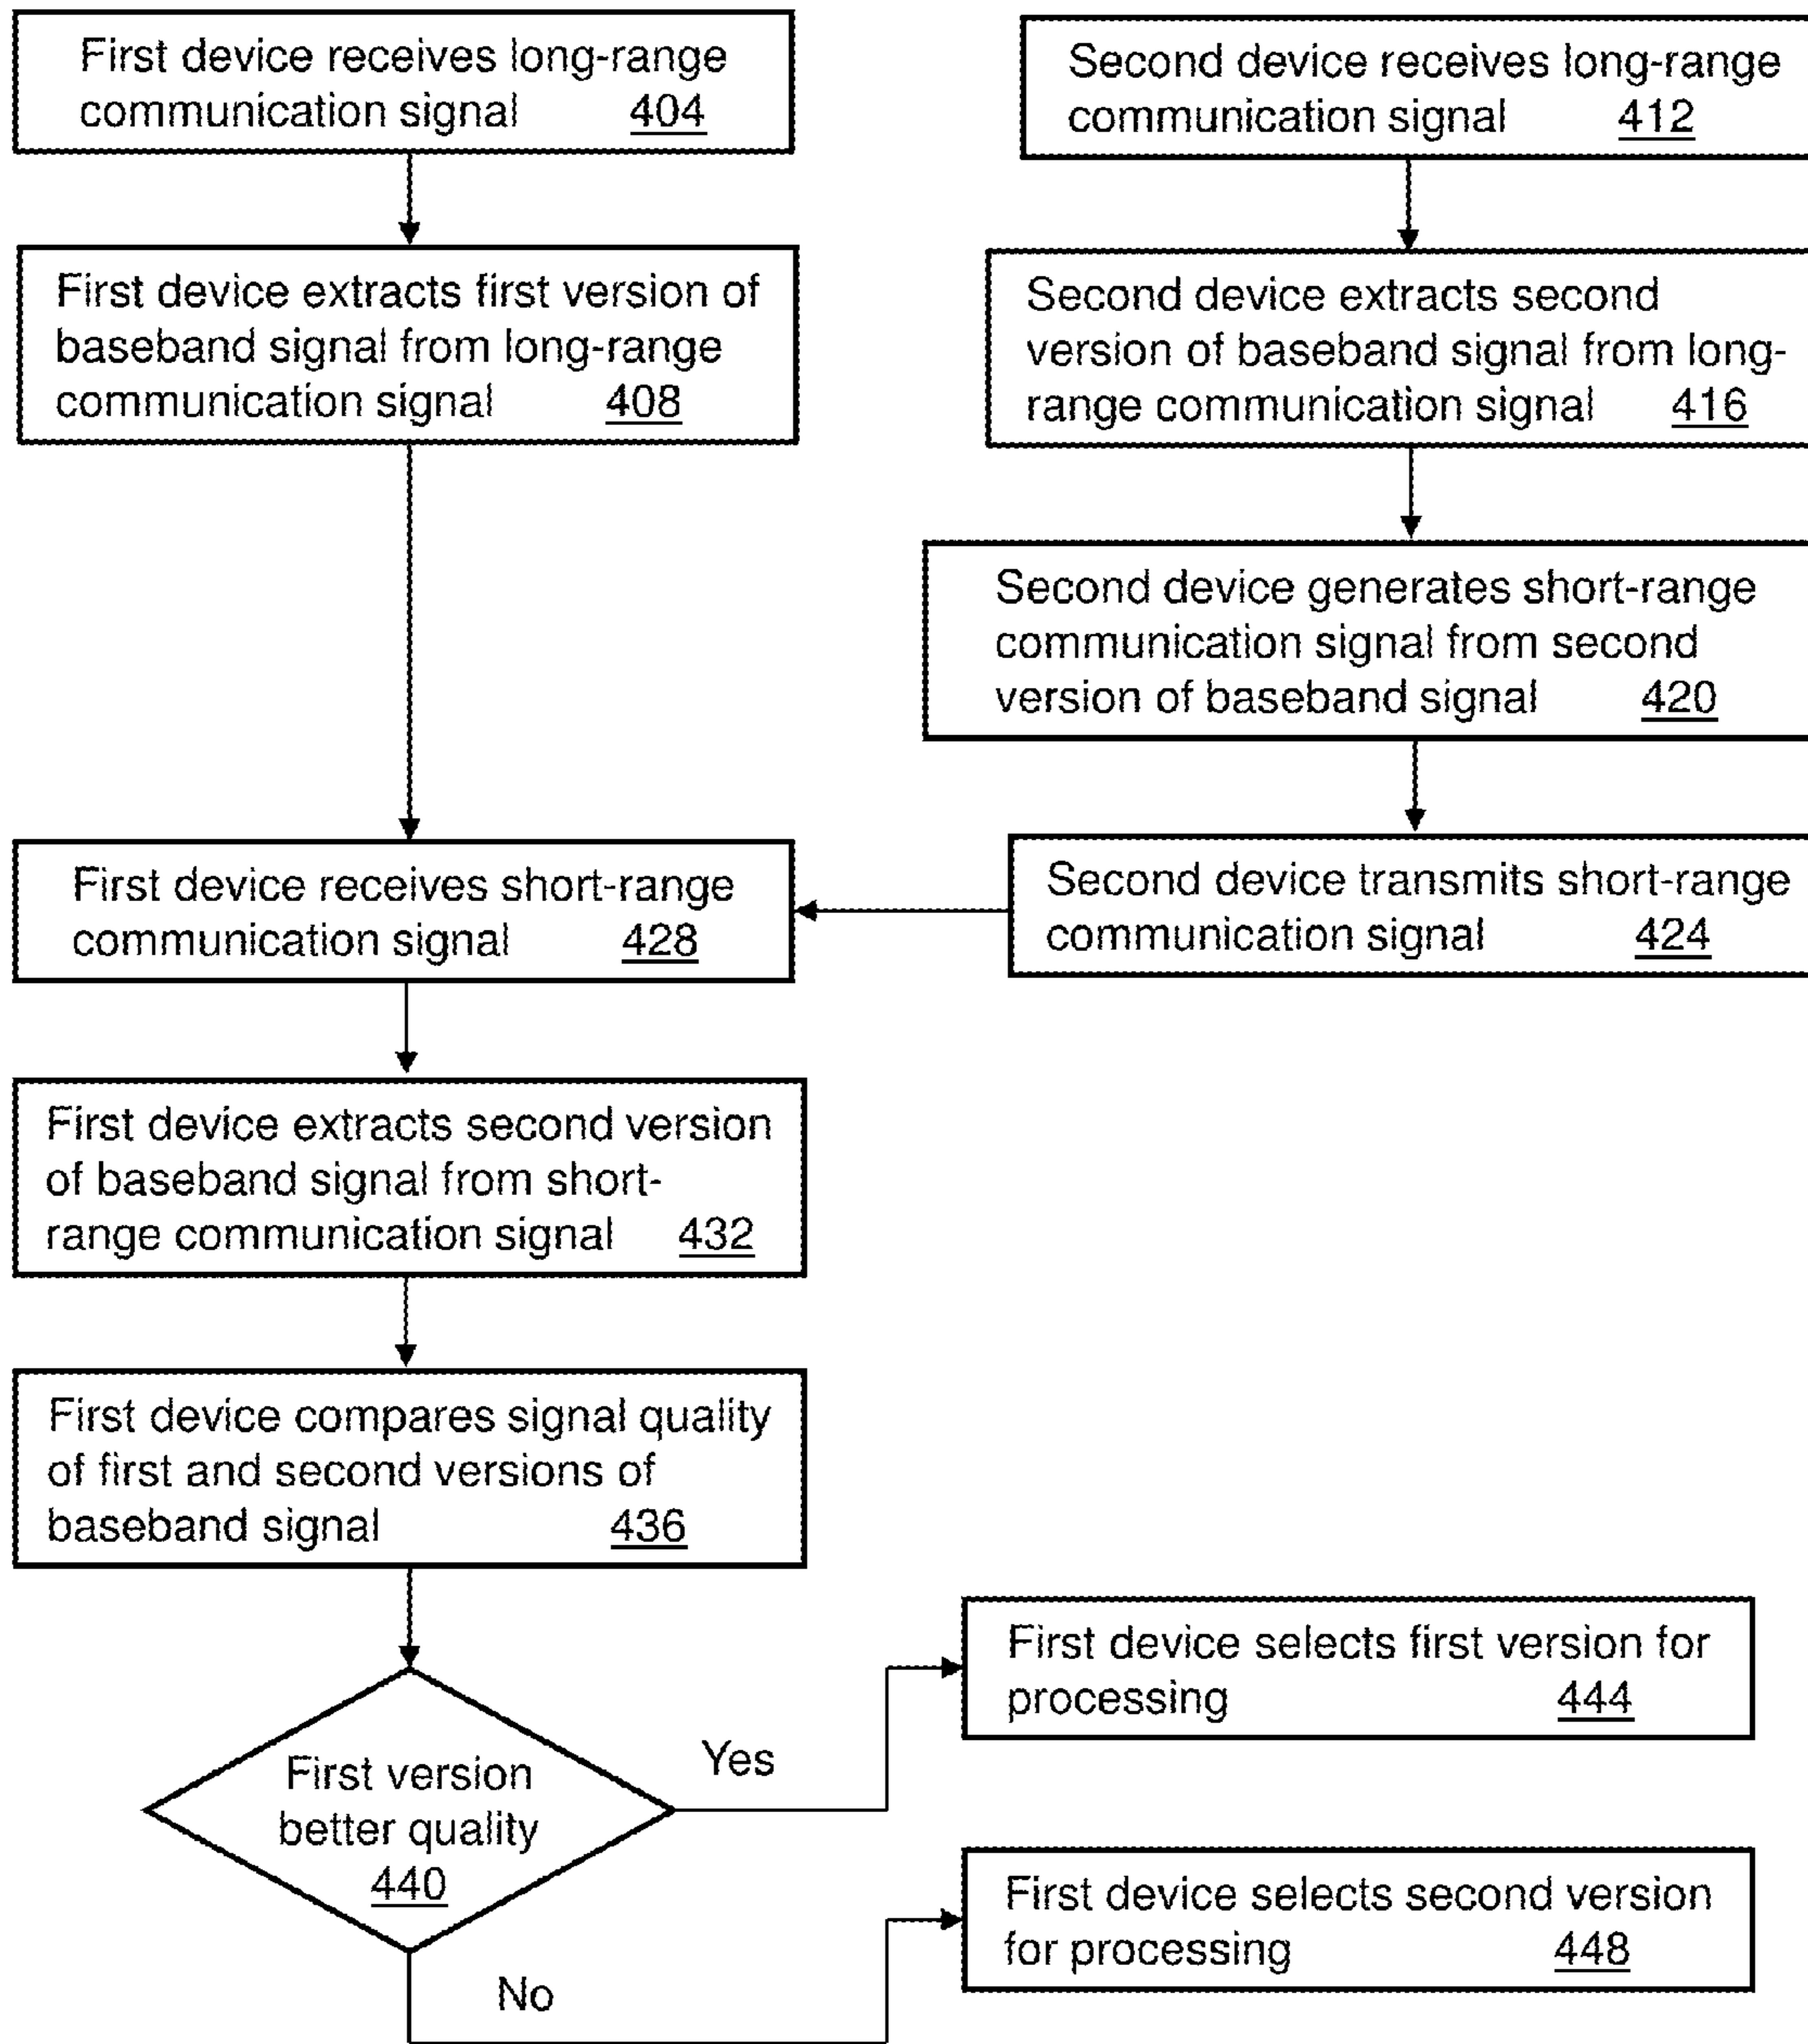 First device receives long-range
communication signal 404
Second device receives long-range
communication signal 412
First device extracts first version of
baseband signal from long-range
communication signal 408
Second device extracts second
version of baseband signal from long-
range communication signal 416
Second device generates short-range
communication signal from second
version of baseband signal 420
First device receives short-range
communication signal 428
Second device transmits short-range
communication signal 424
First device extracts second version
of baseband signal from short-
range communication signal 432
First device compares signal quality
of first and second versions of
baseband signal 436
First version
better quality
440
Yes
First device selects first version for
processing 444
No
First device selects second version
for processing 448